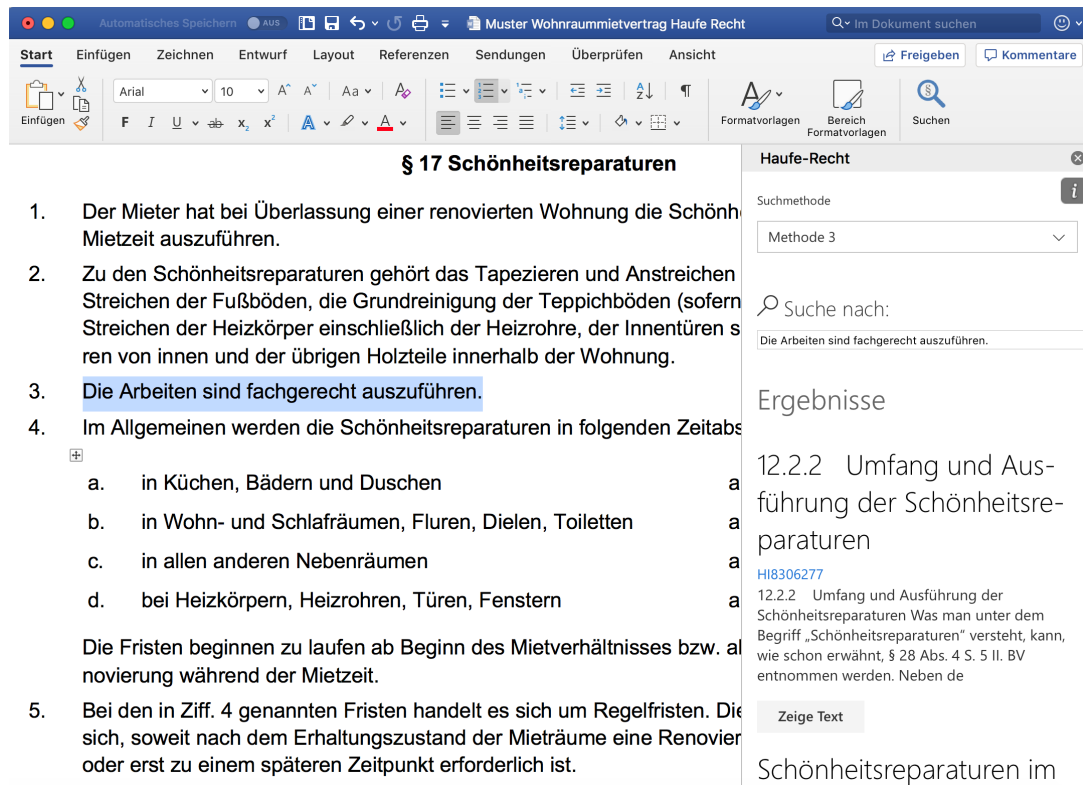 Automatisches Speichern AUS Muster Wohnraummietvertrag Haufe Recht Im Dokument suchen
Start Einfügen Zeichnen Entwurf Layout Referenzen Sendungen Überprüfen Ansicht Freigeben Kommentare
Arial 10 A^ Aˇ Aa A
Einfügen F K U ab X₂ X² A A Formatvorlagen Bereich Formatvorlagen Suchen
§ 17 Schönheitsreparaturen
1. Der Mieter hat bei Überlassung einer renovierten Wohnung die Schönh
Mietzeit auszuführen.
2. Zu den Schönheitsreparaturen gehört das Tapezieren und Anstreichen
Streichen der Fußböden, die Grundreinigung der Teppichböden (sofern
Streichen der Heizkörper einschließlich der Heizrohre, der Innentüren s
ren von innen und der übrigen Holzteile innerhalb der Wohnung.
3. Die Arbeiten sind fachgerecht auszuführen.
4. Im Allgemeinen werden die Schönheitsreparaturen in folgenden Zeitabs
a. in Küchen, Bädern und Duschen a
b. in Wohn- und Schlafräumen, Fluren, Dielen, Toiletten a
c. in allen anderen Nebenräumen a
d. bei Heizkörpern, Heizrohren, Türen, Fenstern a
Die Fristen beginnen zu laufen ab Beginn des Mietverhältnisses bzw. al
novierung während der Mietzeit.
5. Bei den in Ziff. 4 genannten Fristen handelt es sich um Regelfristen. Die
sich, soweit nach dem Erhaltungszustand der Mieträume eine Renovier
oder erst zu einem späteren Zeitpunkt erforderlich ist.
Haufe-Recht
Suchmethode
Methode 3
Suche nach:
Die Arbeiten sind fachgerecht auszuführen.
Ergebnisse
12.2.2 Umfang und Aus-
führung der Schönheitsre-
paraturen
HI8306277
12.2.2 Umfang und Ausführung der
Schönheitsreparaturen Was man unter dem
Begriff „Schönheitsreparaturen“ versteht, kann,
wie schon erwähnt, § 28 Abs. 4 S. 5 II. BV
entnommen werden. Neben de
Zeige Text
Schönheitsreparaturen im